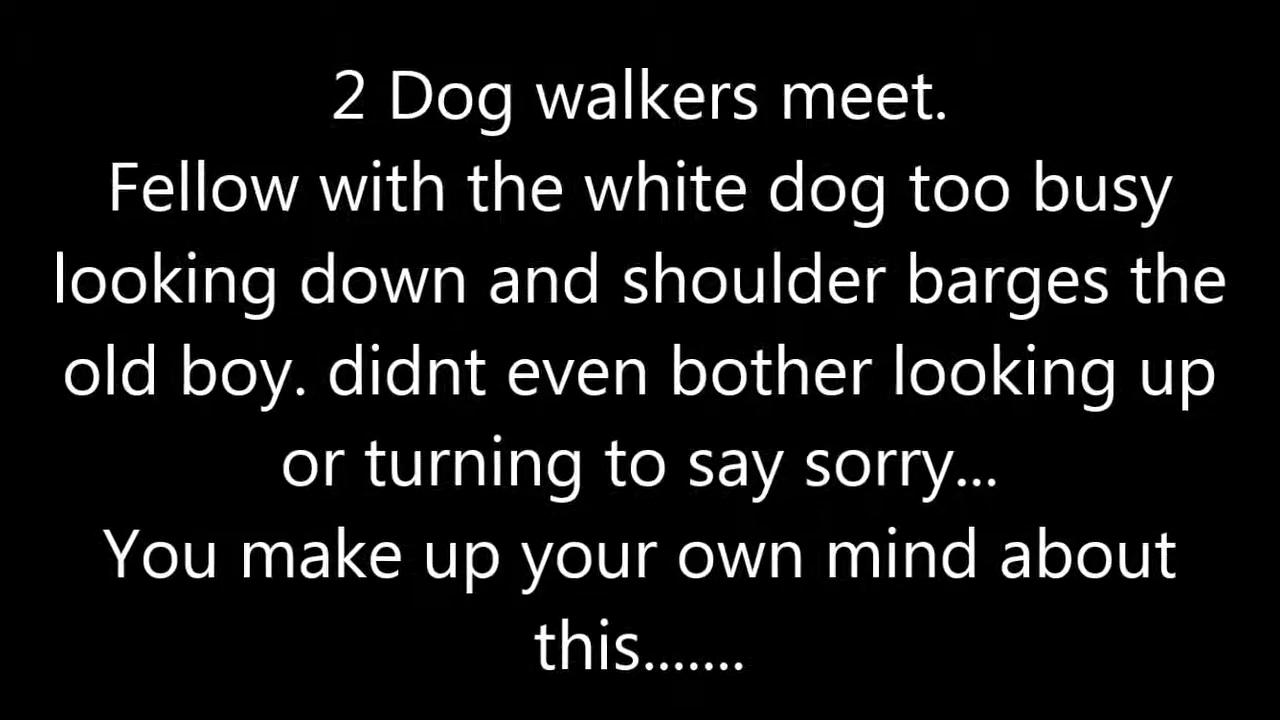 2 Dog walkers meet.
Fellow with the white dog too busy
looking down and shoulder barges the
old boy. didnt even bother looking up
or turning to say sorry...
You make up your own mind about
this.......